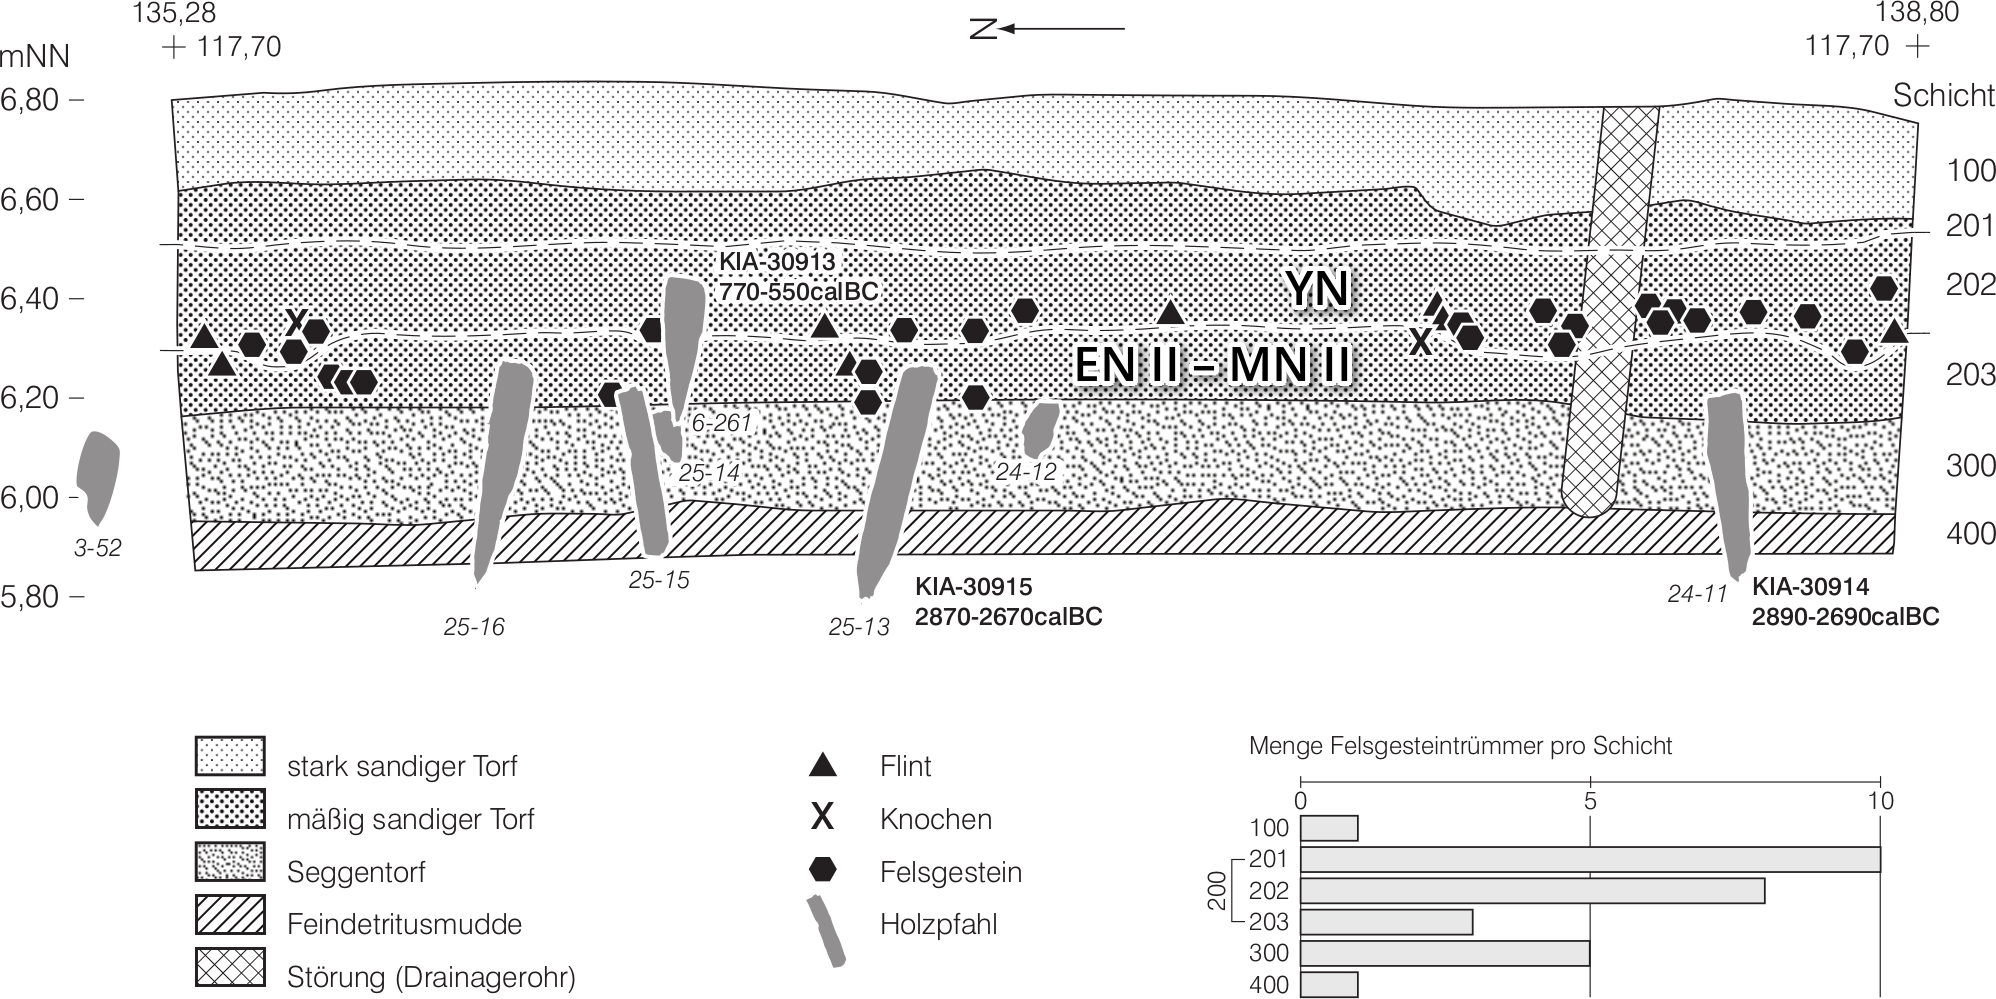 135,28
+ 117,70
N
138,80
117,70 +
mNN
6,80
6,60
6,40
6,20
6,00
5,80
Schicht
100
201
202
203
300
400
KIA-30913
770-550calBC
YN
EN II – MN II
6-261
25-14
24-12
3-52
25-16
25-15
25-13
KIA-30915
2870-2670calBC
24-11
KIA-30914
2890-2690calBC
stark sandiger Torf
mäßig sandiger Torf
Seggentorf
Feindetritusmudde
Störung (Drainagerohr)
Flint
X Knochen
Felsgestein
Holzpfahl
Menge Felsgesteintrümmer pro Schicht
0 5 10
100
201
202
203
300
400
200